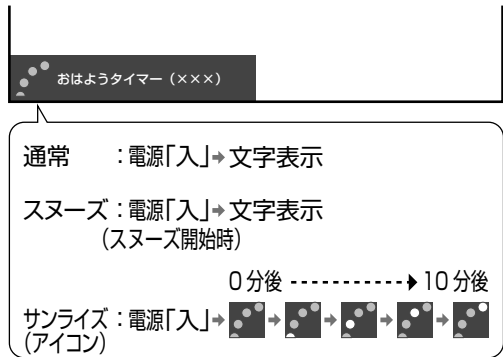 おはようタイマー（×××）
通常　：電源「入」➔文字表示
スヌーズ：電源「入」➔文字表示
（スヌーズ開始時）
0分後 ----------▶ 10分後
サンライズ：電源「入」➔ ➔ ➔ ➔ ➔
（アイコン）